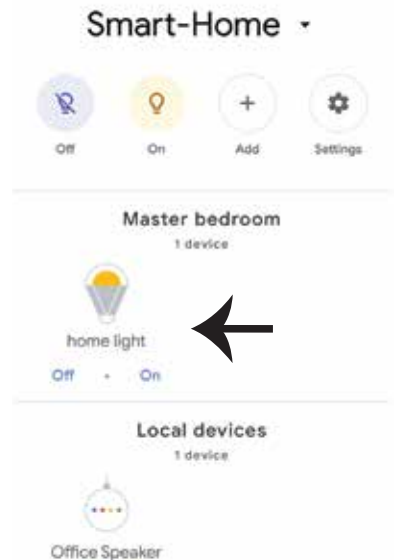 Smart-Home
Off On Add Settings
Master bedroom
1 device
home light
Off · On
Local devices
1 device
Office Speaker